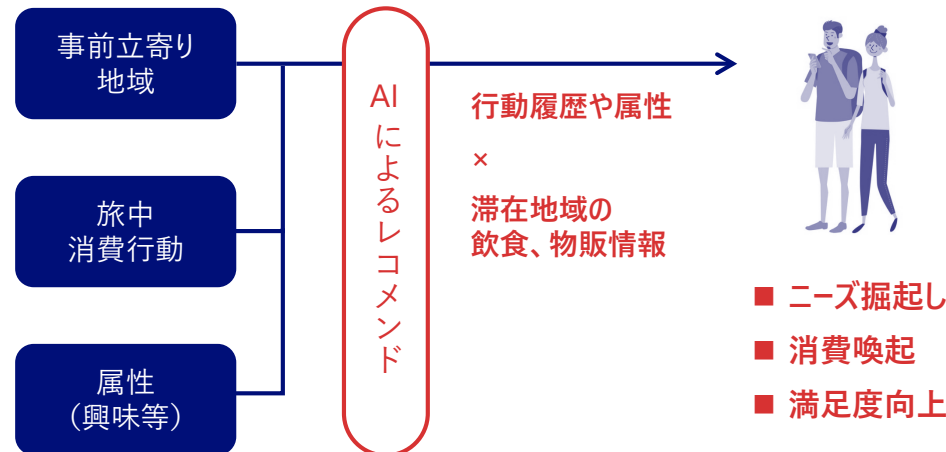 事前立寄り
地域
旅中
消費行動
属性
（興味等）
AIによるレコメンド
行動履歴や属性
×
滞在地域の
飲食、物販情報
■ ニーズ掘起し
■ 消費喚起
■ 満足度向上